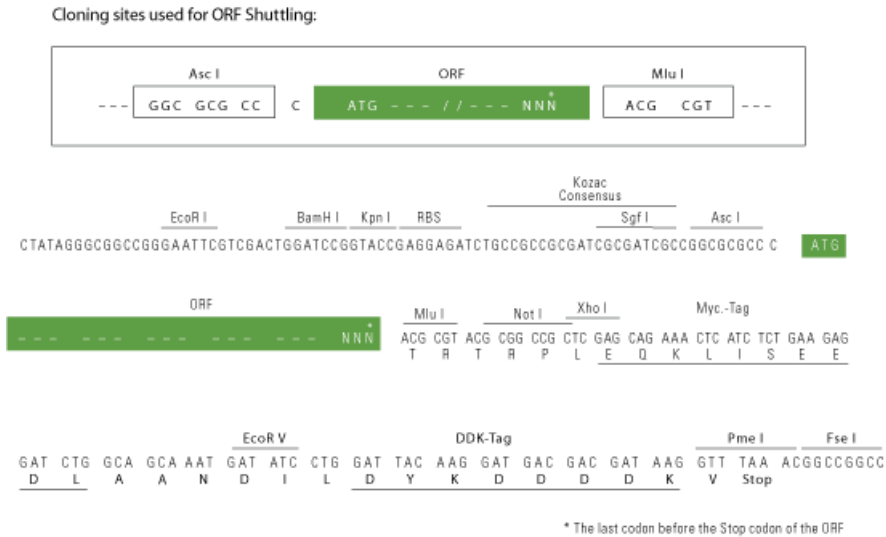 Cloning sites used for ORF Shuttling:
Asc I ORF Mlu I
--- GGC GCG CC C ATG --- // --- NNN* ACG CGT ---
Kozac
Consensus
EcoR I BamH I Kpn I RBS Sgf I Asc I
CTATAGGGCGGCCGGGAATTCGTCGACTGGATCCGGTACCGAGGAGATCTGCCGCCGCGATCGCGATCGCCGGCGCGCC C ATG
ORF
Mlu I Not I Xho I Myc.-Tag
--- --- --- --- --- NNN* ACG CGT ACG CGG CCG CTC GAG CAG AAA CTC ATC TCT GAA GAG
T R T R P L E Q K L I S E E
EcoR V DDK-Tag Pme I Fse I
GAT CTG GCA GCA AAT GAT ATC CTG GAT TAC AAG GAT GAC GAC GAT AAG GTT TAA ACGGCCGGCC
D L A A N D I L D Y K D D D D K V Stop
* The last codon before the Stop codon of the ORF